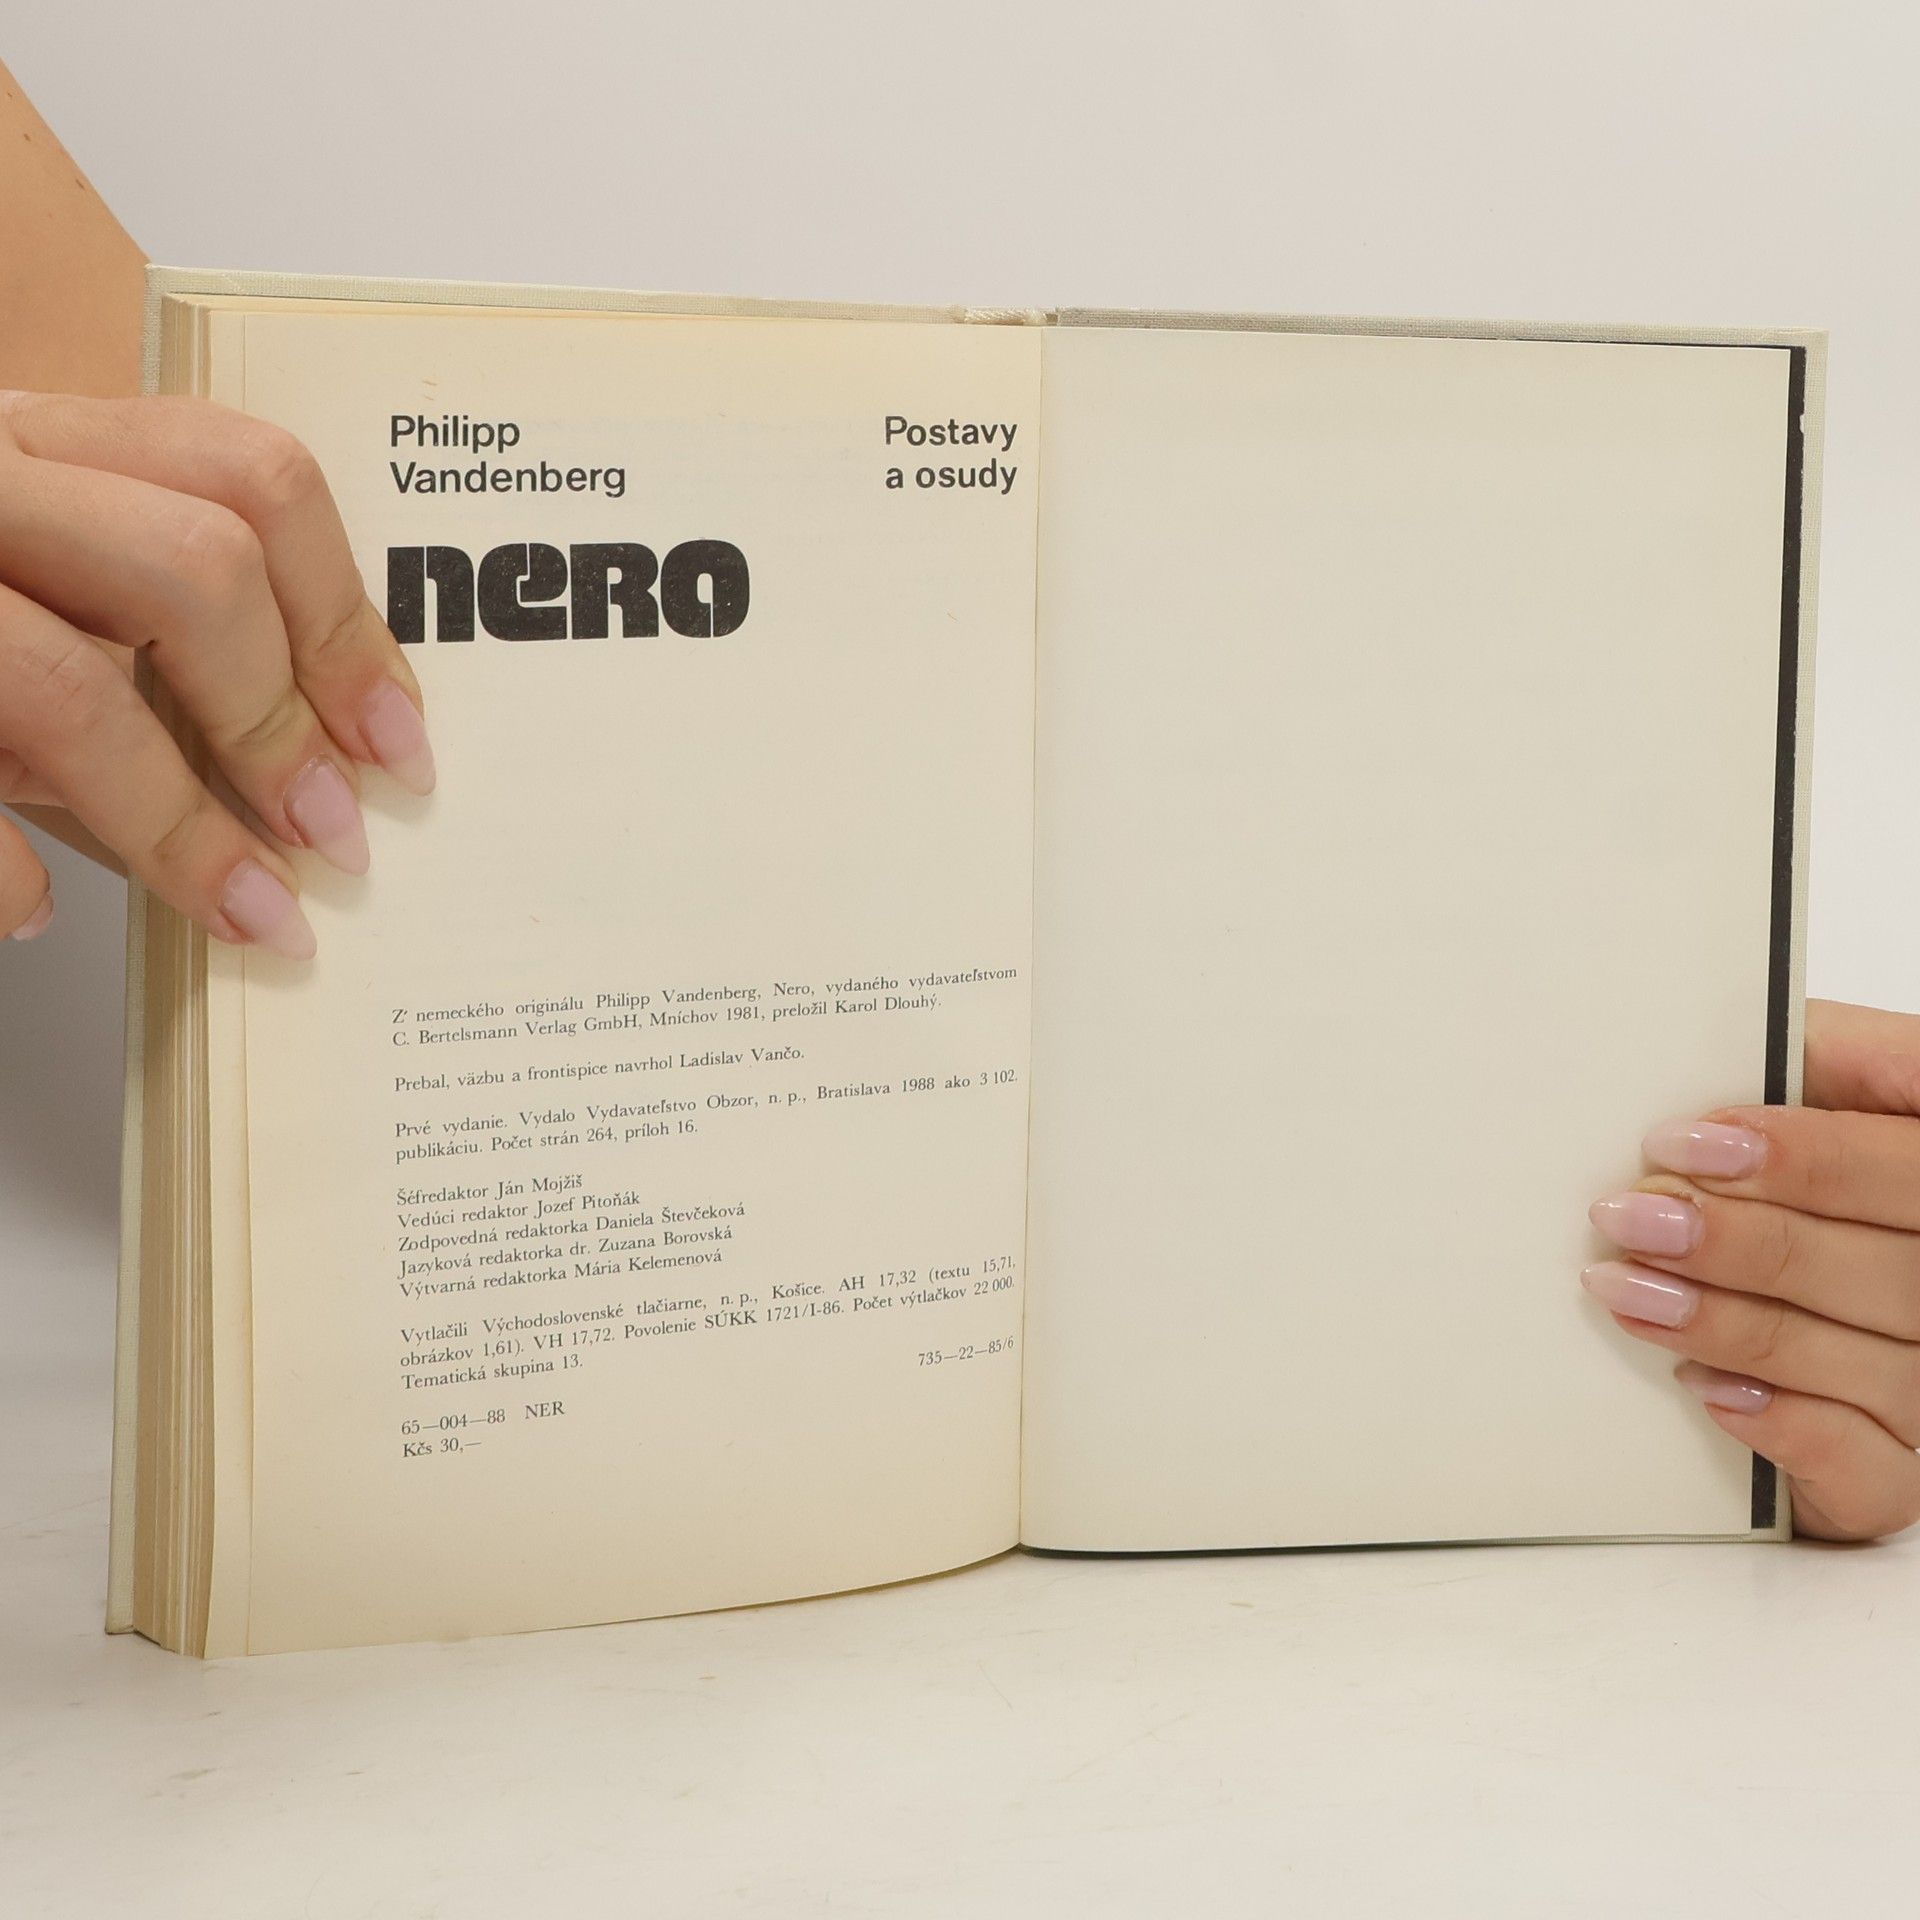 Philipp
Vandenberg
Postavy
a osudy
nero
Z nemeckého originálu Philipp Vandenberg, Nero, vydaného vydavateľstvom
C. Bertelsmann Verlag GmbH, Mníchov 1981, preložil Karol Dlouhý.
Prebal, väzbu a frontispice navrhol Ladislav Vančo.
Prvé vydanie. Vydalo Vydavateľstvo Obzor, n. p., Bratislava 1988 ako 3 102.
publikáciu. Počet strán 264, príloh 16.
Šéfredaktor Ján Mojžiš
Vedúci redaktor Jozef Pitoňák
Zodpovedná redaktorka Daniela Števčeková
Jazyková redaktorka dr. Zuzana Borovská
Výtvarná redaktorka Mária Kelemenová
Vytlačili Východoslovenské tlačiarne, n. p., Košice. AH 17,32 (textu 15,71,
obrázkov 1,61). VH 17,72. Povolenie SÚKK 1721/I-86. Počet výtlačkov 22 000.
Tematická skupina 13.
735—22—85/6
65—004—88 NER
Kčs 30,—